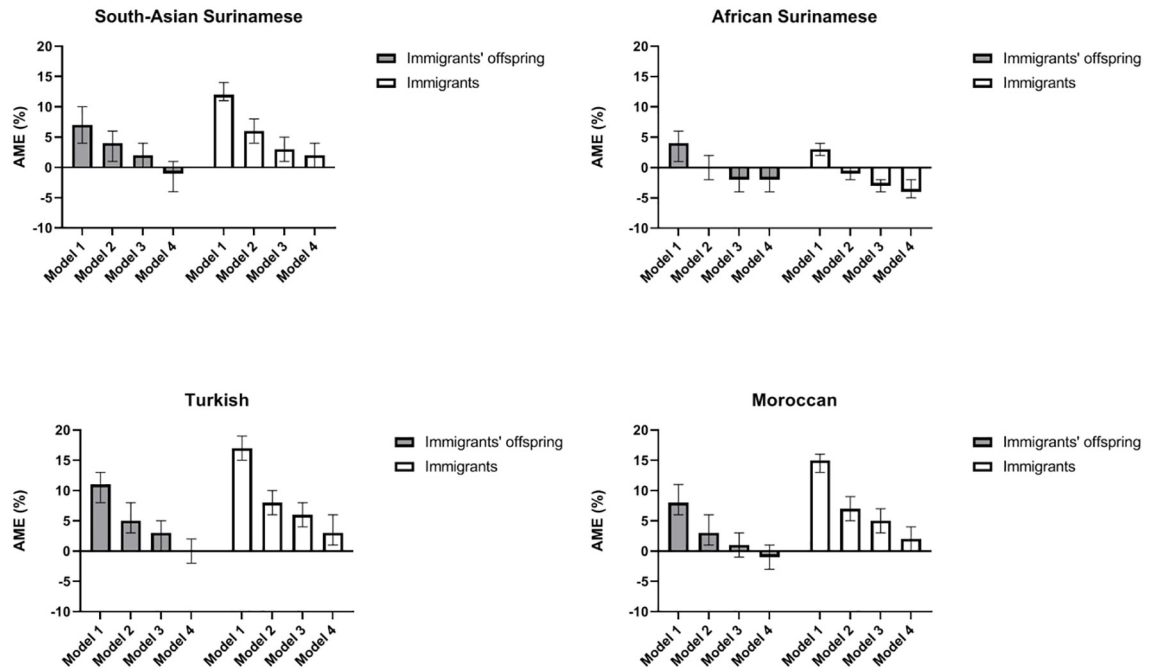 South-Asian Surinamese
20
15
10
5
0
-5
-10
AME (%)
Model 1 Model 2 Model 3 Model 4 Model 1 Model 2 Model 3 Model 4
Immigrants' offspring
Immigrants
African Surinamese
20
15
10
5
0
-5
-10
AME (%)
Model 1 Model 2 Model 3 Model 4 Model 1 Model 2 Model 3 Model 4
Immigrants' offspring
Immigrants
Turkish
20
15
10
5
0
-5
-10
AME (%)
Model 1 Model 2 Model 3 Model 4 Model 1 Model 2 Model 3 Model 4
Immigrants' offspring
Immigrants
Moroccan
20
15
10
5
0
-5
-10
AME (%)
Model 1 Model 2 Model 3 Model 4 Model 1 Model 2 Model 3 Model 4
Immigrants' offspring
Immigrants